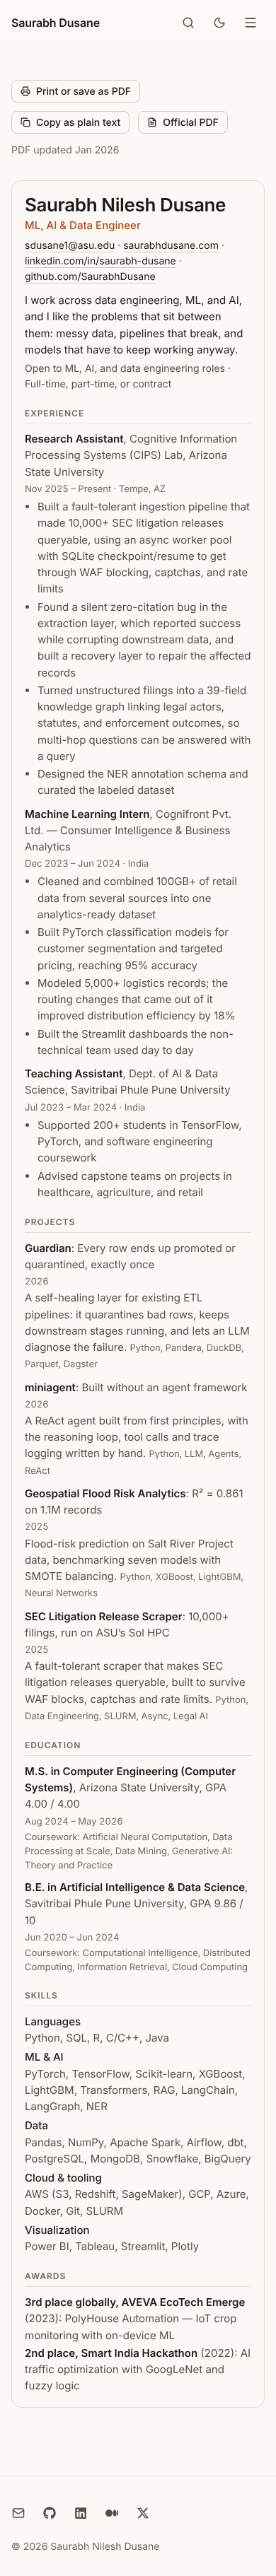 Saurabh Dusane
Print or save as PDF
Copy as plain text
Official PDF
PDF updated Jan 2026
Saurabh Nilesh Dusane
ML, AI & Data Engineer
sdusane1@asu.edu · saurabhdusane.com ·
linkedin.com/in/saurabh-dusane ·
github.com/SaurabhDusane
I work across data engineering, ML, and AI,
and I like the problems that sit between
them: messy data, pipelines that break, and
models that have to keep working anyway.
Open to ML, AI, and data engineering roles ·
Full-time, part-time, or contract
EXPERIENCE
Research Assistant, Cognitive Information
Processing Systems (CIPS) Lab, Arizona
State University
Nov 2025 – Present · Tempe, AZ
• Built a fault-tolerant ingestion pipeline that
made 10,000+ SEC litigation releases
queryable, using an async worker pool
with SQLite checkpoint/resume to get
through WAF blocking, captchas, and rate
limits
• Found a silent zero-citation bug in the
extraction layer, which reported success
while corrupting downstream data, and
built a recovery layer to repair the affected
records
• Turned unstructured filings into a 39-field
knowledge graph linking legal actors,
statutes, and enforcement outcomes, so
multi-hop questions can be answered with
a query
• Designed the NER annotation schema and
curated the labeled dataset
Machine Learning Intern, Cognifront Pvt.
Ltd. — Consumer Intelligence & Business
Analytics
Dec 2023 – Jun 2024 · India
• Cleaned and combined 100GB+ of retail
data from several sources into one
analytics-ready dataset
• Built PyTorch classification models for
customer segmentation and targeted
pricing, reaching 95% accuracy
• Modeled 5,000+ logistics records; the
routing changes that came out of it
improved distribution efficiency by 18%
• Built the Streamlit dashboards the non-
technical team used day to day
Teaching Assistant, Dept. of AI & Data
Science, Savitribai Phule Pune University
Jul 2023 – Mar 2024 · India
• Supported 200+ students in TensorFlow,
PyTorch, and software engineering
coursework
• Advised capstone teams on projects in
healthcare, agriculture, and retail
PROJECTS
Guardian: Every row ends up promoted or
quarantined, exactly once
2026
A self-healing layer for existing ETL
pipelines: it quarantines bad rows, keeps
downstream stages running, and lets an LLM
diagnose the failure. Python, Pandera, DuckDB,
Parquet, Dagster
miniagent: Built without an agent framework
2026
A ReAct agent built from first principles, with
the reasoning loop, tool calls and trace
logging written by hand. Python, LLM, Agents,
ReAct
Geospatial Flood Risk Analytics: R² = 0.861
on 1.1M records
2025
Flood-risk prediction on Salt River Project
data, benchmarking seven models with
SMOTE balancing. Python, XGBoost, LightGBM,
Neural Networks
SEC Litigation Release Scraper: 10,000+
filings, run on ASU's Sol HPC
2025
A fault-tolerant scraper that makes SEC
litigation releases queryable, built to survive
WAF blocks, captchas and rate limits. Python,
Data Engineering, SLURM, Async, Legal AI
EDUCATION
M.S. in Computer Engineering (Computer
Systems), Arizona State University, GPA
4.00 / 4.00
Aug 2024 – May 2026
Coursework: Artificial Neural Computation, Data
Processing at Scale, Data Mining, Generative AI:
Theory and Practice
B.E. in Artificial Intelligence & Data Science,
Savitribai Phule Pune University, GPA 9.86 /
10
Jun 2020 – Jun 2024
Coursework: Computational Intelligence, Distributed
Computing, Information Retrieval, Cloud Computing
SKILLS
Languages
Python, SQL, R, C/C++, Java
ML & AI
PyTorch, TensorFlow, Scikit-learn, XGBoost,
LightGBM, Transformers, RAG, LangChain,
LangGraph, NER
Data
Pandas, NumPy, Apache Spark, Airflow, dbt,
PostgreSQL, MongoDB, Snowflake, BigQuery
Cloud & tooling
AWS (S3, Redshift, SageMaker), GCP, Azure,
Docker, Git, SLURM
Visualization
Power BI, Tableau, Streamlit, Plotly
AWARDS
3rd place globally, AVEVA EcoTech Emerge
(2023): PolyHouse Automation — IoT crop
monitoring with on-device ML
2nd place, Smart India Hackathon (2022): AI
traffic optimization with GoogLeNet and
fuzzy logic
© 2026 Saurabh Nilesh Dusane